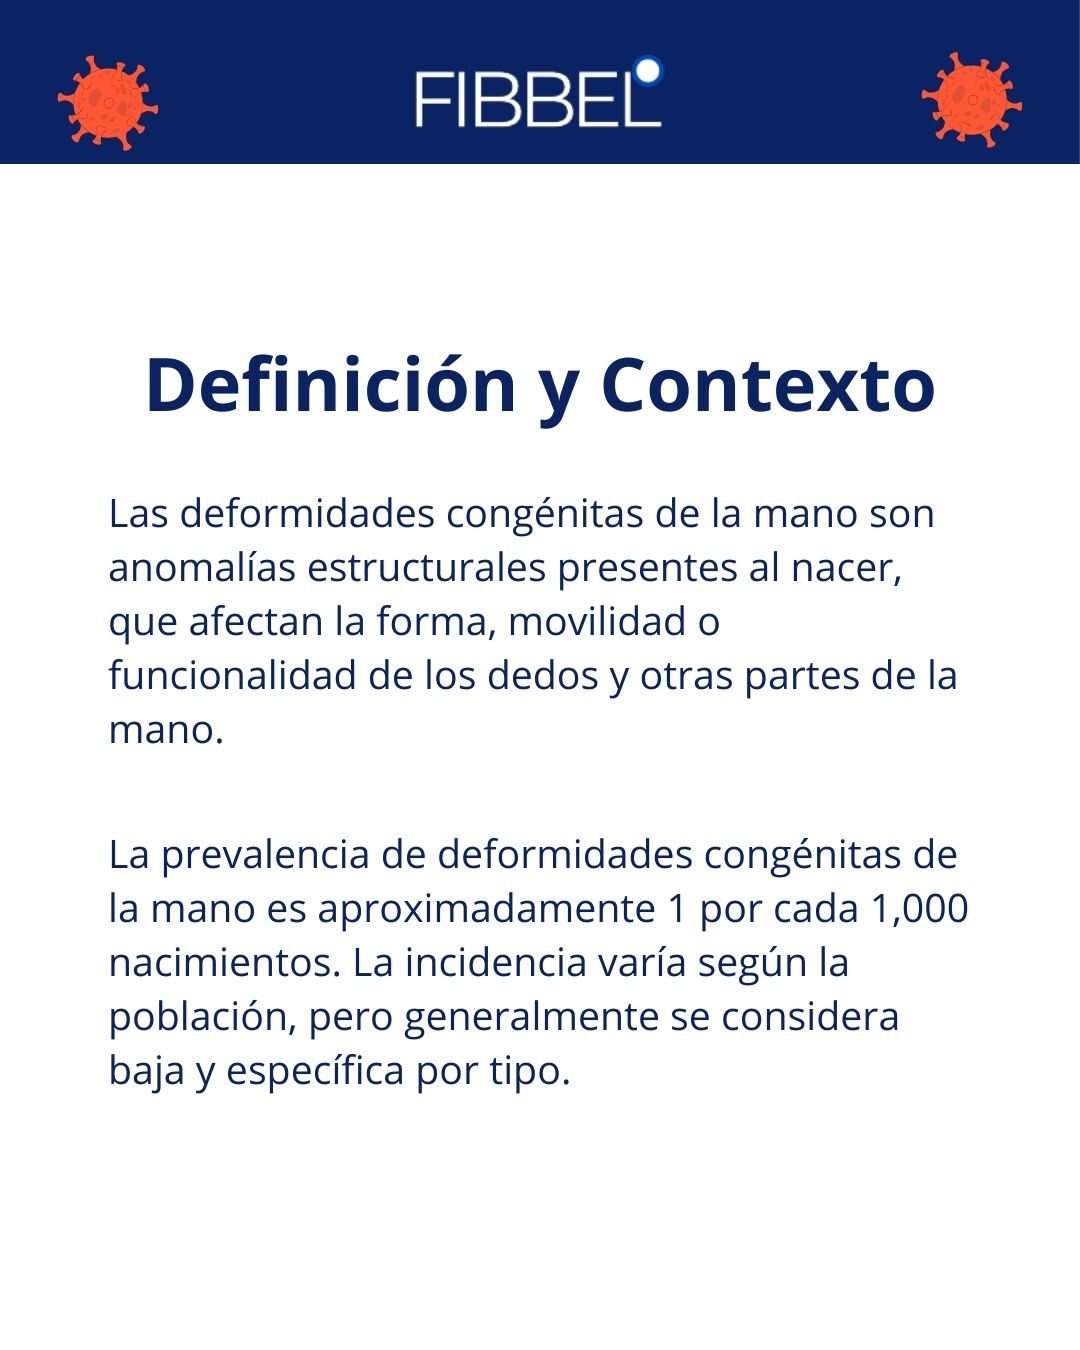 FIBBEL
Definición y Contexto
Las deformidades congénitas de la mano son
anomalías estructurales presentes al nacer,
que afectan la forma, movilidad o
funcionalidad de los dedos y otras partes de la
mano.
La prevalencia de deformidades congénitas de
la mano es aproximadamente 1 por cada 1,000
nacimientos. La incidencia varía según la
población, pero generalmente se considera
baja y específica por tipo.